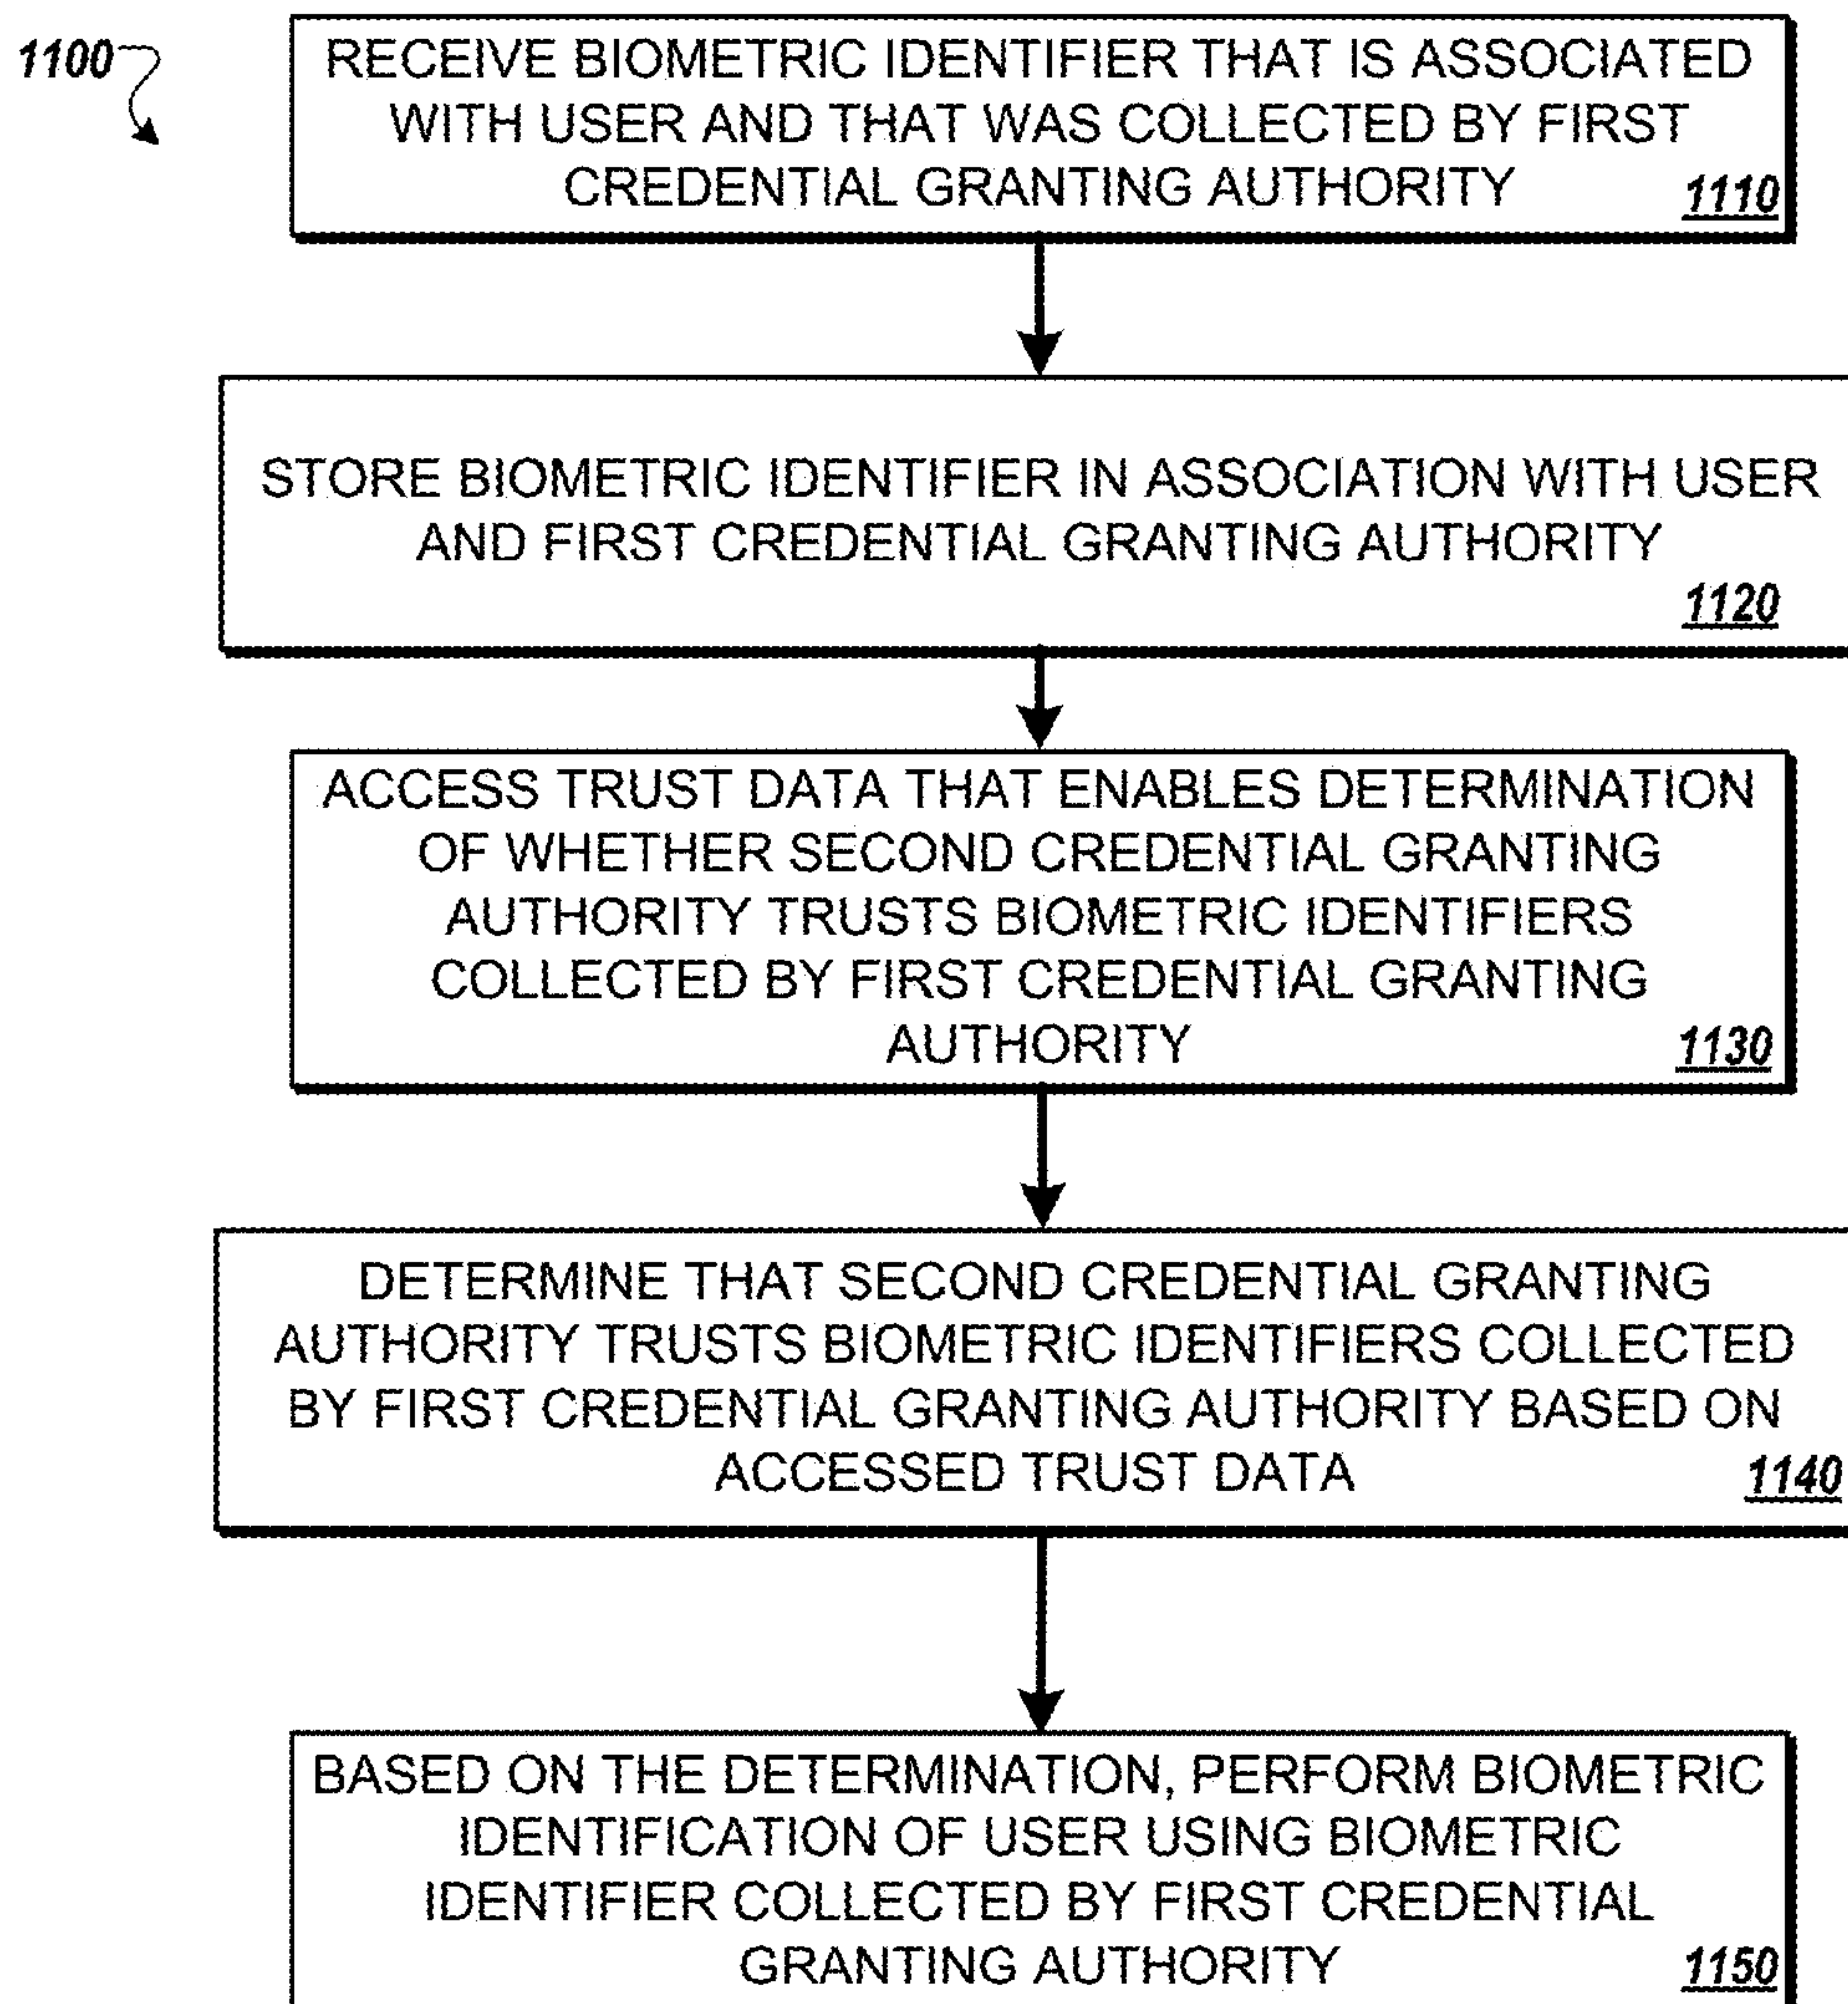 1100
RECEIVE BIOMETRIC IDENTIFIER THAT IS ASSOCIATED
WITH USER AND THAT WAS COLLECTED BY FIRST
CREDENTIAL GRANTING AUTHORITY
1110
STORE BIOMETRIC IDENTIFIER IN ASSOCIATION WITH USER
AND FIRST CREDENTIAL GRANTING AUTHORITY
1120
ACCESS TRUST DATA THAT ENABLES DETERMINATION
OF WHETHER SECOND CREDENTIAL GRANTING
AUTHORITY TRUSTS BIOMETRIC IDENTIFIERS
COLLECTED BY FIRST CREDENTIAL GRANTING
AUTHORITY
1130
DETERMINE THAT SECOND CREDENTIAL GRANTING
AUTHORITY TRUSTS BIOMETRIC IDENTIFIERS COLLECTED
BY FIRST CREDENTIAL GRANTING AUTHORITY BASED ON
ACCESSED TRUST DATA
1140
BASED ON THE DETERMINATION, PERFORM BIOMETRIC
IDENTIFICATION OF USER USING BIOMETRIC
IDENTIFIER COLLECTED BY FIRST CREDENTIAL
GRANTING AUTHORITY
1150